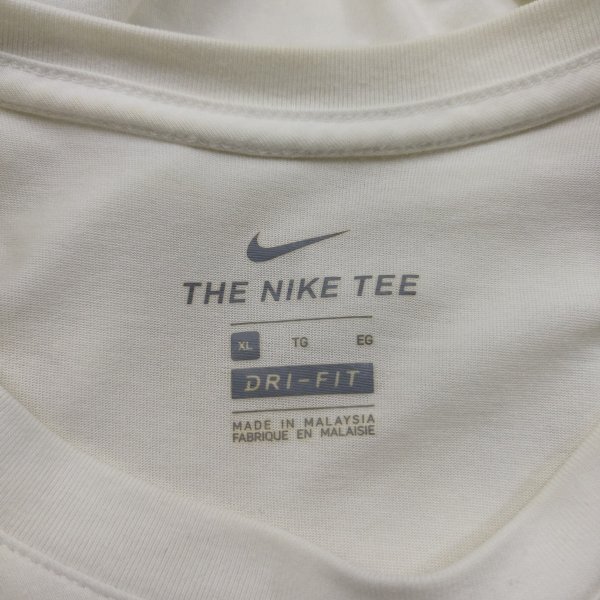 THE NIKE TEE
XL TG EG
DRI-FIT
MADE IN MALAYSIA
FABRIQUE EN MALAISIE